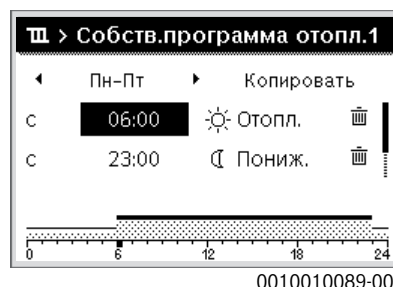 > Собств.программа отопл.1
Пн-Пт Копировать
с 06:00 Отопл.
с 23:00 Пониж.
0 6 12 18 24
0010010089-00